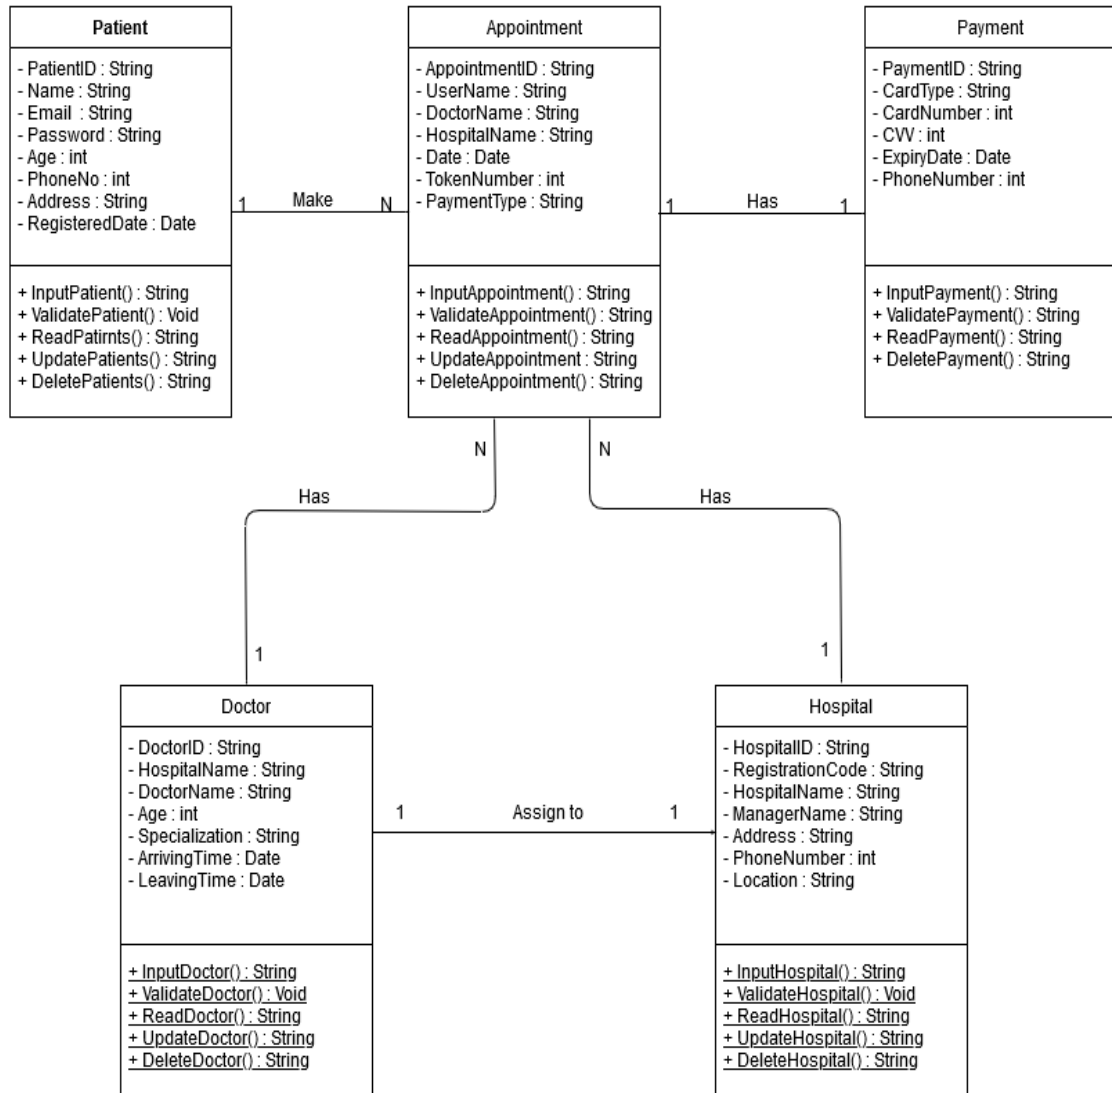 Patient
- PatientID : String
- Name : String
- Email : String
- Password : String
- Age : int
- PhoneNo : int
- Address : String
- RegisteredDate : Date
+ InputPatient() : String
+ ValidatePatient() : Void
+ ReadPatirnts() : String
+ UpdatePatients() : String
+ DeletePatients() : String
1
Make
N
Appointment
- AppointmentID : String
- UserName : String
- DoctorName : String
- HospitalName : String
- Date : Date
- TokenNumber : int
- PaymentType : String
+ InputAppointment() : String
+ ValidateAppointment() : String
+ ReadAppointment() : String
+ UpdateAppointment : String
+ DeleteAppointment() : String
1
Has
1
Payment
- PaymentID : String
- CardType : String
- CardNumber : int
- CVV : int
- ExpiryDate : Date
- PhoneNumber : int
+ InputPayment() : String
+ ValidatePayment() : String
+ ReadPayment() : String
+ DeletePayment() : String
N
Has
1
N
Has
1
Doctor
- DoctorID : String
- HospitalName : String
- DoctorName : String
- Age : int
- Specialization : String
- ArrivingTime : Date
- LeavingTime : Date
+ InputDoctor() : String
+ ValidateDoctor() : Void
+ ReadDoctor() : String
+ UpdateDoctor() : String
+ DeleteDoctor() : String
1
Assign to
1
Hospital
- HospitalID : String
- RegistrationCode : String
- HospitalName : String
- ManagerName : String
- Address : String
- PhoneNumber : int
- Location : String
+ InputHospital() : String
+ ValidateHospital() : Void
+ ReadHospital() : String
+ UpdateHospital() : String
+ DeleteHospital() : String